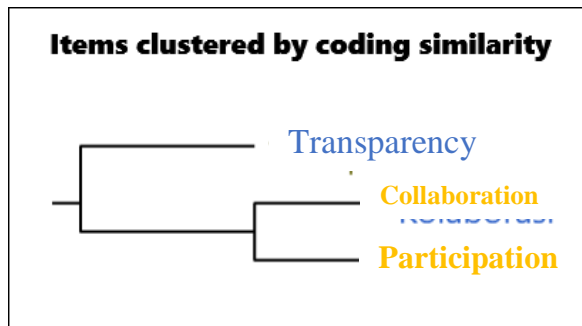 Items clustered by coding similarity
Transparency
Collaboration
Participation